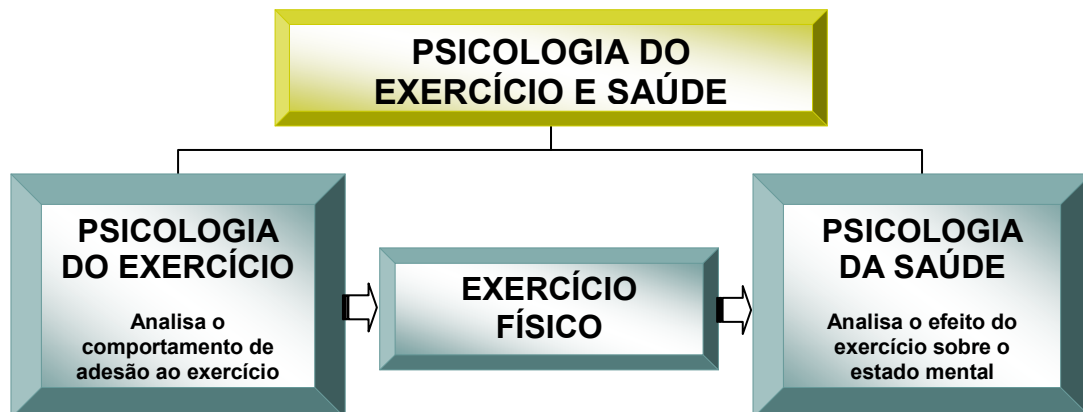 PSICOLOGIA DO
EXERCÍCIO E SAÚDE
PSICOLOGIA
DO EXERCÍCIO
Analisa o
comportamento de
adesão ao exercício
EXERCÍCIO
FÍSICO
PSICOLOGIA
DA SAÚDE
Analisa o efeito do
exercício sobre o
estado mental